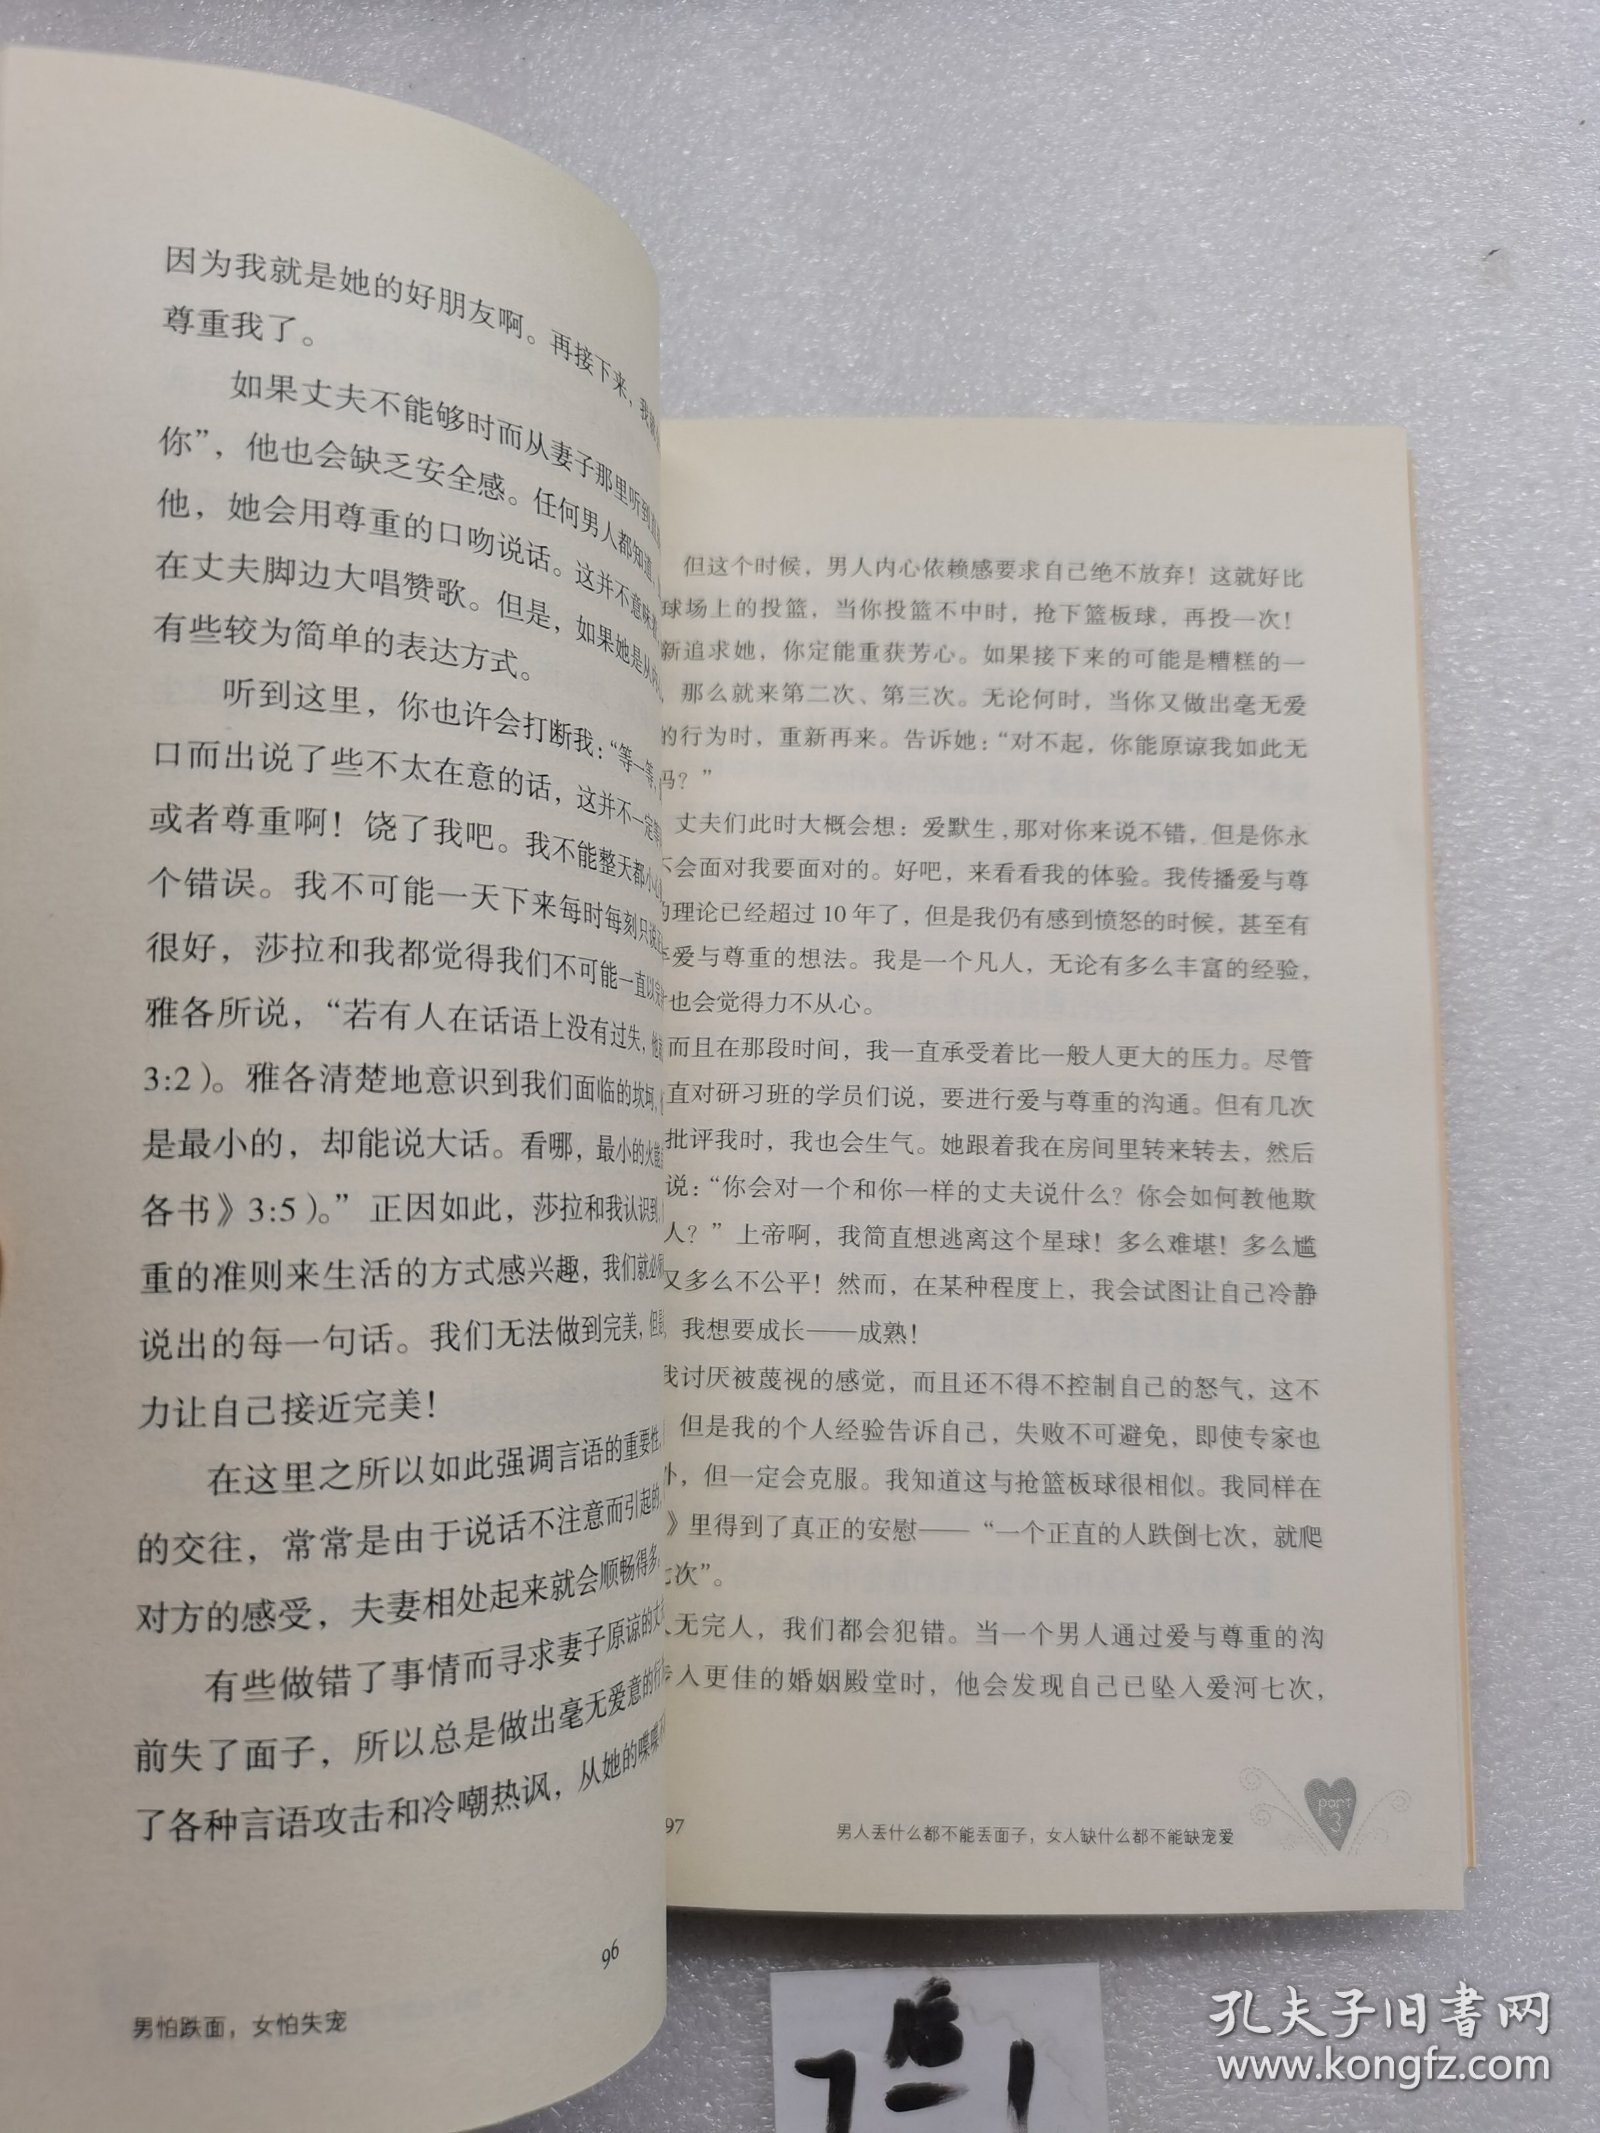 因为我就是她的好朋友啊。再接下来，我就
尊重我了。
如果丈夫不能够时而从妻子那里听到
你”，他也会缺乏安全感。任何男人都知道，
他，她会用尊重的口吻说话。这并不意味
在丈夫脚边大唱赞歌。但是，如果她是从内
有些较为简单的表达方式。
听到这里，你也许会打断我：“等一等，
口而出说了些不太在意的话，这并不一定
或者尊重啊！饶了我吧。我不能整天都小心
个错误。我不可能一天下来每时每刻只说
很好，莎拉和我都觉得我们不可能一直以
雅各所说，“若有人在话语上没有过失，他
3:2）。雅各清楚地意识到我们面临的坎坷，
是最小的，却能说大话。看哪，最小的火能
各书》3:5）。”正因如此，莎拉和我认识到，
重的准则来生活的方式感兴趣，我们就必须
说出的每一句话。我们无法做到完美，但是
力让自己接近完美！
在这里之所以如此强调言语的重要性，
的交往，常常是由于说话不注意而引起的。
对方的感受，夫妻相处起来就会顺畅得多。
有些做错了事情而寻求妻子原谅的丈
前失了面子，所以总是做出毫无爱意的行
了各种言语攻击和冷嘲热讽，从她的喋喋不
96
男怕跌面，女怕失宠
但这个时候，男人内心依赖感要求自己绝不放弃！这就好比
球场上的投篮，当你投篮不中时，抢下篮板球，再投一次！
新追求她，你定能重获芳心。如果接下来的可能是糟糕的一
那么就来第二次、第三次。无论何时，当你又做出毫无爱
的行为时，重新再来。告诉她：“对不起，你能原谅我如此无
吗？”
丈夫们此时大概会想：爱默生，那对你来说不错，但是你永
不会面对我要面对的。好吧，来看看我的体验。我传播爱与尊
的理论已经超过10年了，但是我仍有感到愤怒的时候，甚至有
爱与尊重的想法。我是一个凡人，无论有多么丰富的经验，
也会觉得力不从心。
而且在那段时间，我一直承受着比一般人更大的压力。尽管
直对研习班的学员们说，要进行爱与尊重的沟通。但有几次
批评我时，我也会生气。她跟着我在房间里转来转去，然后
说：“你会对一个和你一样的丈夫说什么？你会如何教他欺
人？”上帝啊，我简直想逃离这个星球！多么难堪！多么尴
又多么不公平！然而，在某种程度上，我会试图让自己冷静
我想要成长——成熟！
我讨厌被蔑视的感觉，而且还不得不控制自己的怒气，这不
但是我的个人经验告诉自己，失败不可避免，即使专家也
外，但一定会克服。我知道这与抢篮板球很相似。我同样在
》里得到了真正的安慰——“一个正直的人跌倒七次，就爬
七次”。
人无完人，我们都会犯错。当一个男人通过爱与尊重的沟
步入更佳的婚姻殿堂时，他会发现自己已坠入爱河七次，
97
男人丢什么都不能丢面子，女人缺什么都不能缺宠爱
part
3
后
7-1
孔夫子旧书网
www.kongfz.com